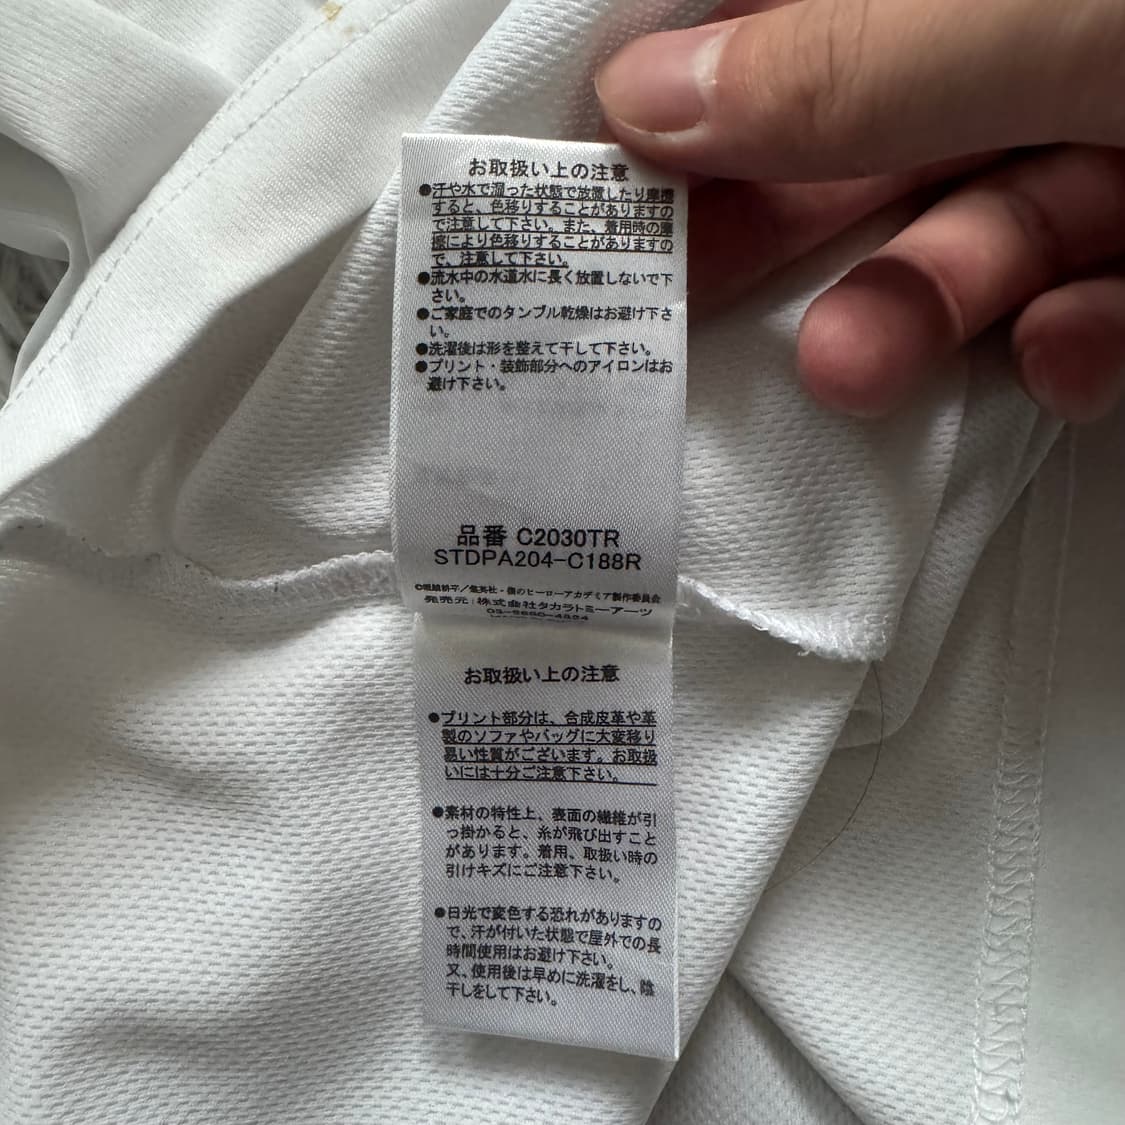 お取扱い上の注意
●汗や水で湿った状態で放置したり摩擦
すると、色移りすることがありますの
で注意して下さい。また、着用時の摩
擦により色移りすることがありますの
で、注意して下さい。
●流水中の水道水に長く放置しないで下
さい。
●ご家庭でのタンブル乾燥はお避け下さ
い。
●洗濯後は形を整えて干して下さい。
●プリント・装飾部分へのアイロンはお
避け下さい。
品番 C2030TR
STDPA204-C188R
©堀越耕平／集英社・僕のヒーローアカデミア製作委員会
発売元：株式会社タカラトミーアーツ
お取扱い上の注意
●プリント部分は、合成皮革や革
製のソファやバッグに大変移り
易い性質がございます。お取扱
いには十分ご注意下さい。
●素材の特性上、表面の繊維が引
っ掛かると、糸が飛び出すこと
があります。着用、取扱い時の
引けキズにご注意下さい。
●日光で変色する恐れがありますの
で、汗が付いた状態で屋外での長
時間使用はお避け下さい。
又、使用後は早めに洗濯をし、陰
干しをして下さい。